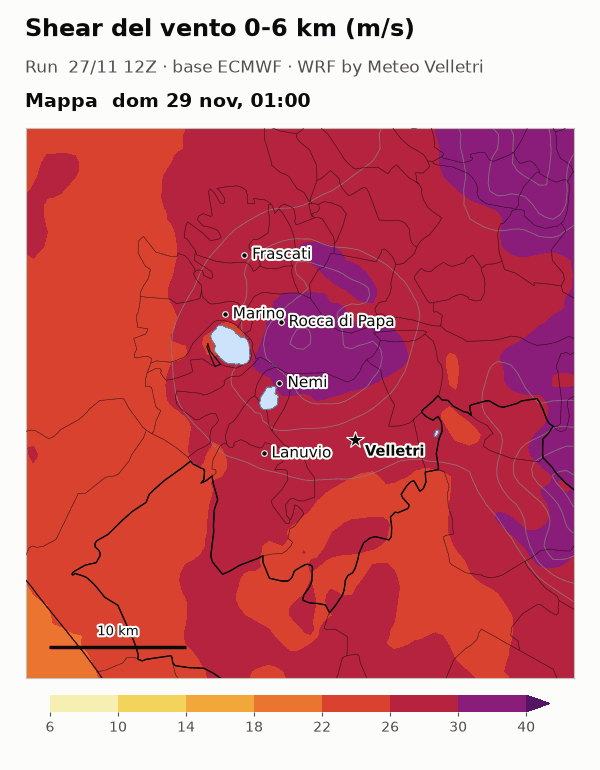 Shear del vento 0-6 km (m/s)
Run  27/11 12Z · base ECMWF · WRF by Meteo Velletri
Mappa  dom 29 nov, 01:00
Frascati
Marino
Rocca di Papa
Nemi
Velletri
Lanuvio
10 km
6 10 14 18 22 26 30 40